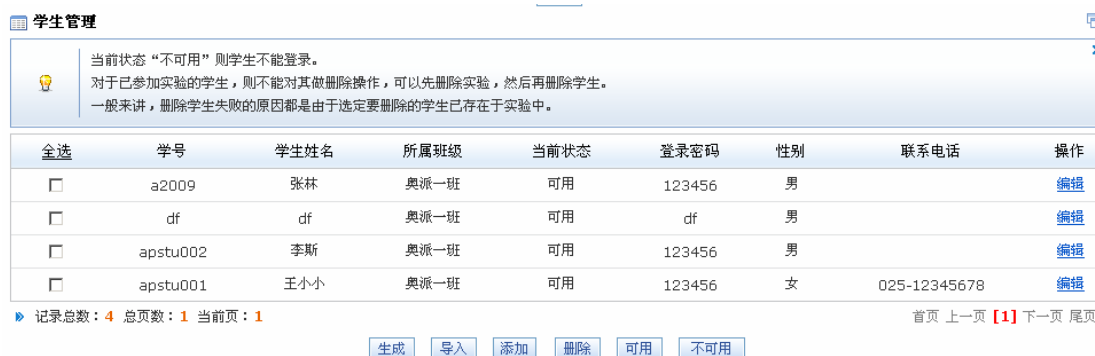 学生管理
当前状态“不可用”则学生不能登录。
对于已参加实验的学生,则不能对其做删除操作,可以先删除实验,然后再删除学生。
一般来讲,删除学生失败的原因都是由于选定要删除的学生已存在于实验中。
全选 学号 学生姓名 所属班级 当前状态 登录密码 性别 联系电话 操作
a2009 张林 奥派一班 可用 123456 男 编辑
df df 奥派一班 可用 df 男 编辑
apstu002 李斯 奥派一班 可用 123456 男 编辑
apstu001 王小小 奥派一班 可用 123456 女 025-12345678 编辑
记录总数:4 总页数:1 当前页:1 首页 上一页 [1] 下一页 尾页
生成 导入 添加 删除 可用 不可用